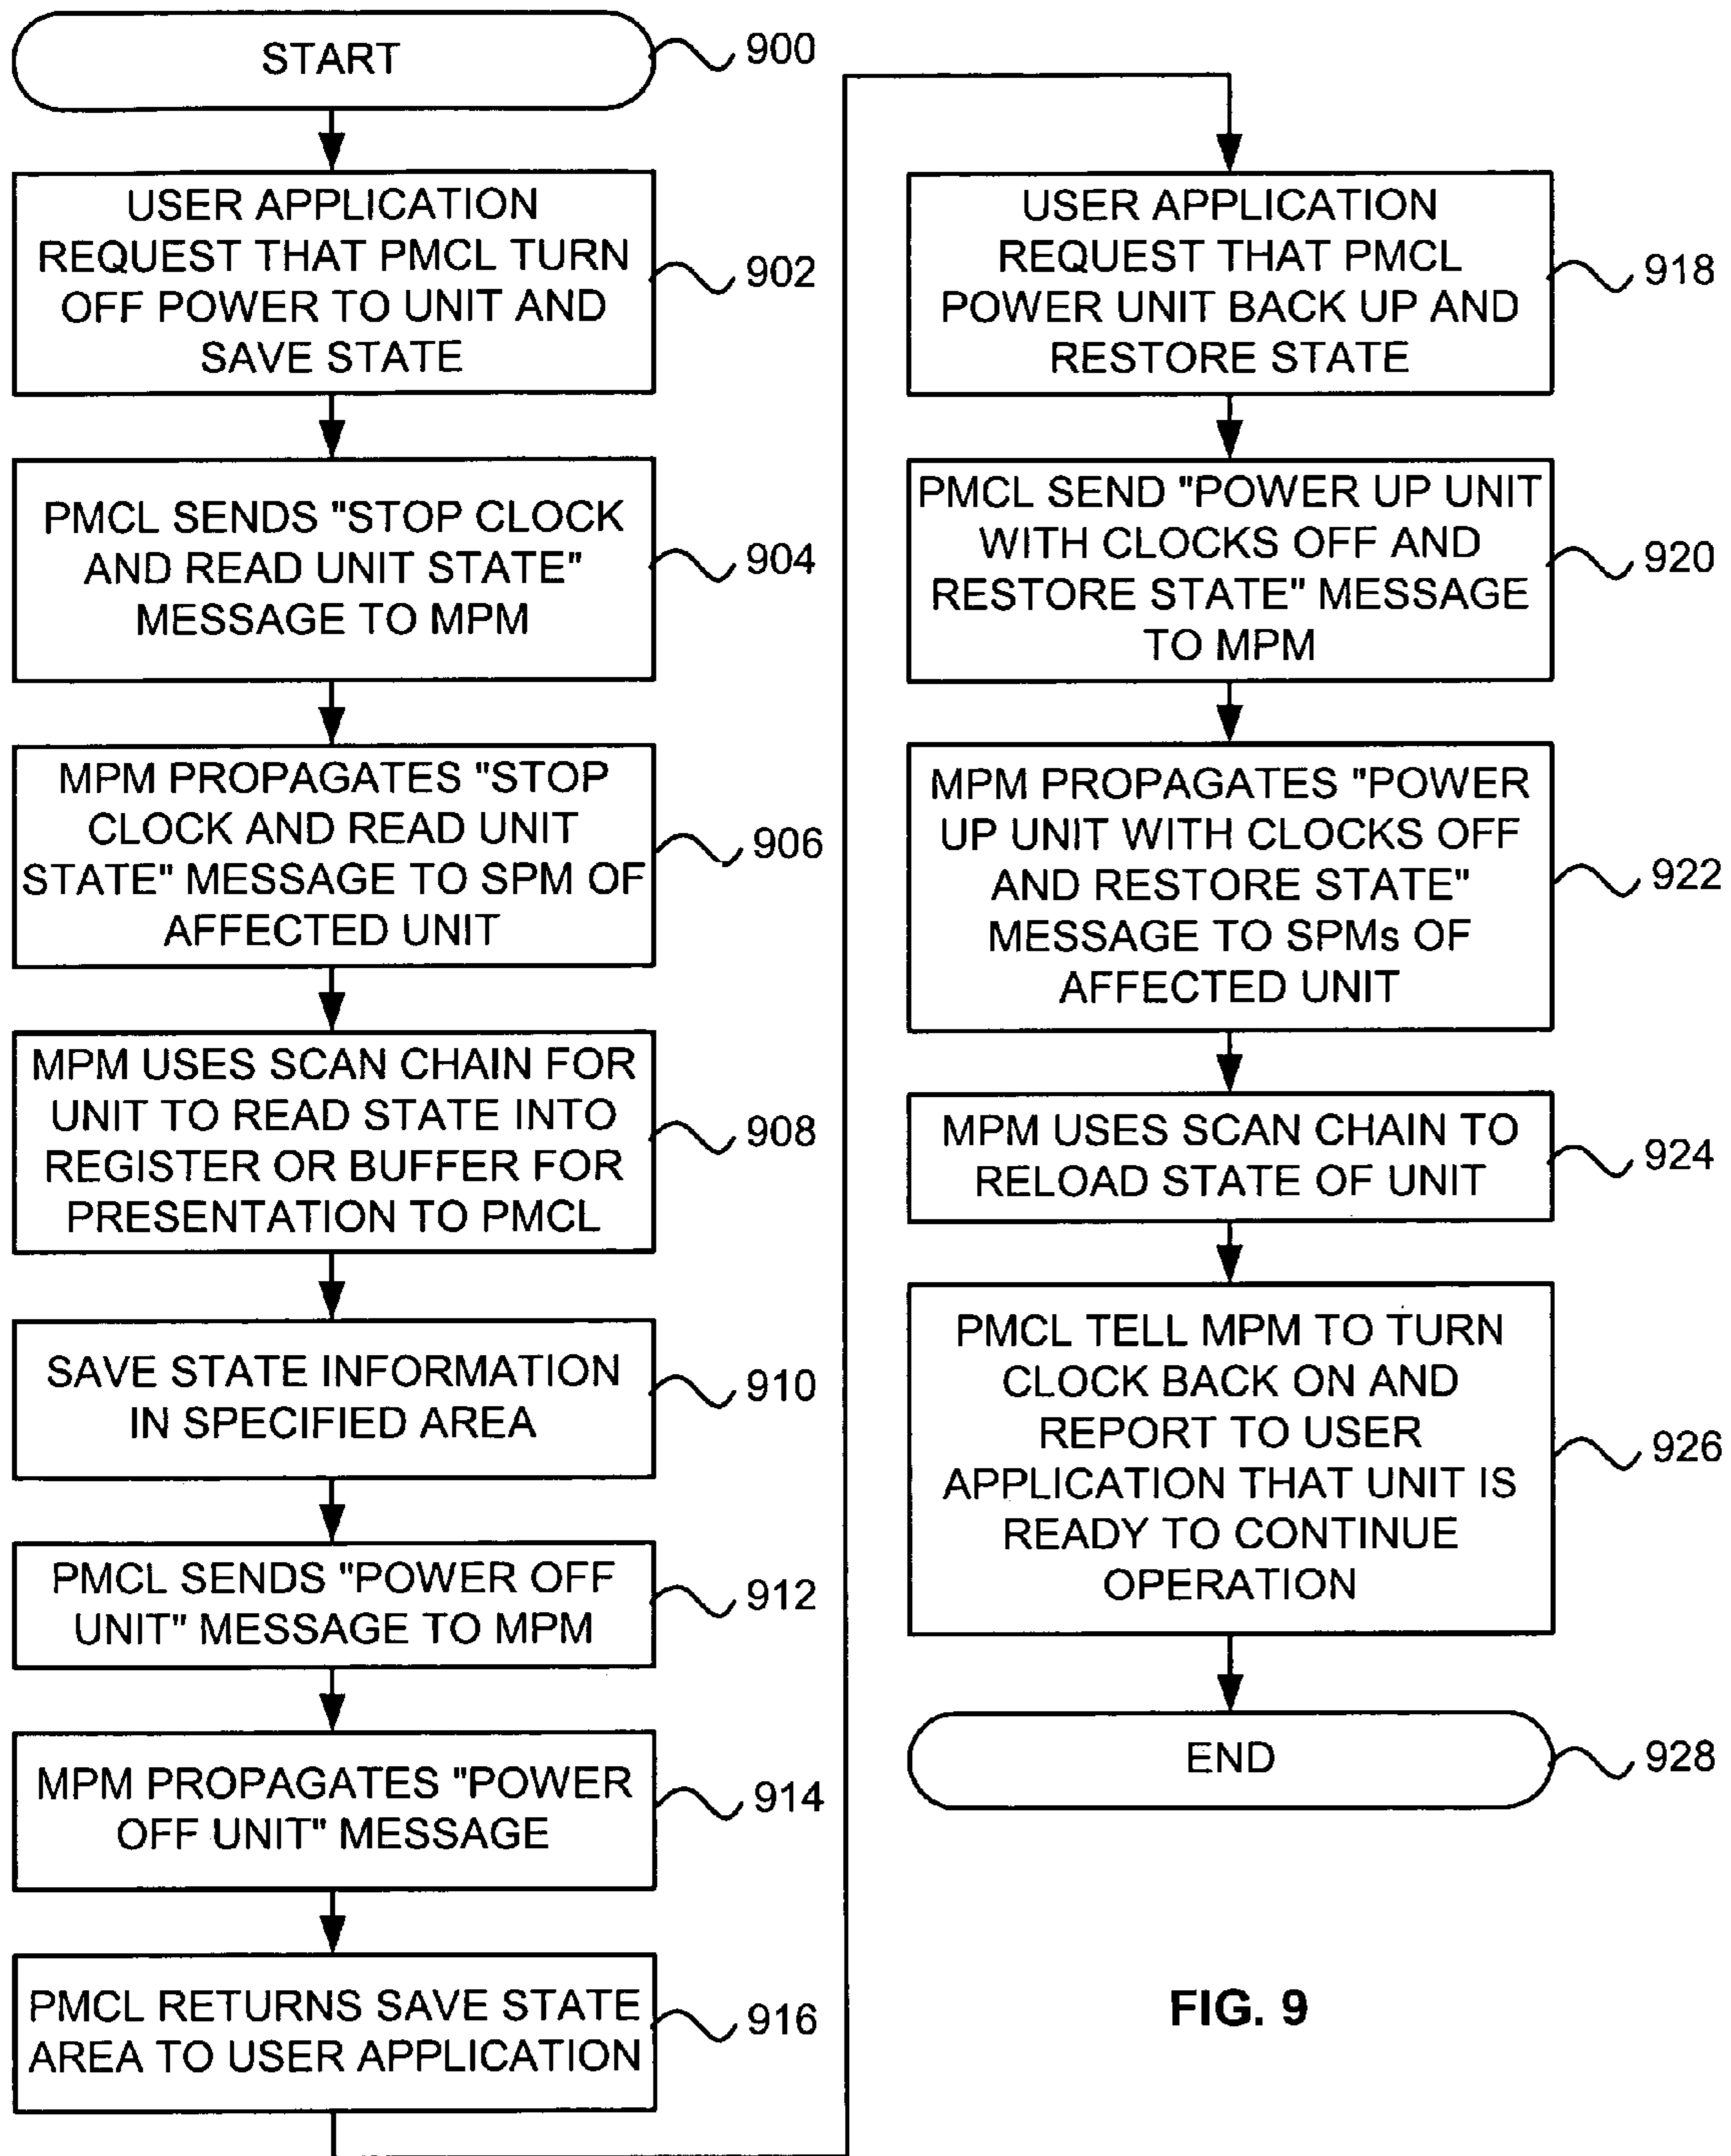 START
900
USER APPLICATION
REQUEST THAT PMCL TURN
OFF POWER TO UNIT AND
SAVE STATE
902
PMCL SENDS "STOP CLOCK
AND READ UNIT STATE"
MESSAGE TO MPM
904
MPM PROPAGATES "STOP
CLOCK AND READ UNIT
STATE" MESSAGE TO SPM OF
AFFECTED UNIT
906
MPM USES SCAN CHAIN FOR
UNIT TO READ STATE INTO
REGISTER OR BUFFER FOR
PRESENTATION TO PMCL
908
SAVE STATE INFORMATION
IN SPECIFIED AREA
910
PMCL SENDS "POWER OFF
UNIT" MESSAGE TO MPM
912
MPM PROPAGATES "POWER
OFF UNIT" MESSAGE
914
PMCL RETURNS SAVE STATE
AREA TO USER APPLICATION
916
USER APPLICATION
REQUEST THAT PMCL
POWER UNIT BACK UP AND
RESTORE STATE
918
PMCL SEND "POWER UP UNIT
WITH CLOCKS OFF AND
RESTORE STATE" MESSAGE
TO MPM
920
MPM PROPAGATES "POWER
UP UNIT WITH CLOCKS OFF
AND RESTORE STATE"
MESSAGE TO SPMs OF
AFFECTED UNIT
922
MPM USES SCAN CHAIN TO
RELOAD STATE OF UNIT
924
PMCL TELL MPM TO TURN
CLOCK BACK ON AND
REPORT TO USER
APPLICATION THAT UNIT IS
READY TO CONTINUE
OPERATION
926
END
928
FIG. 9